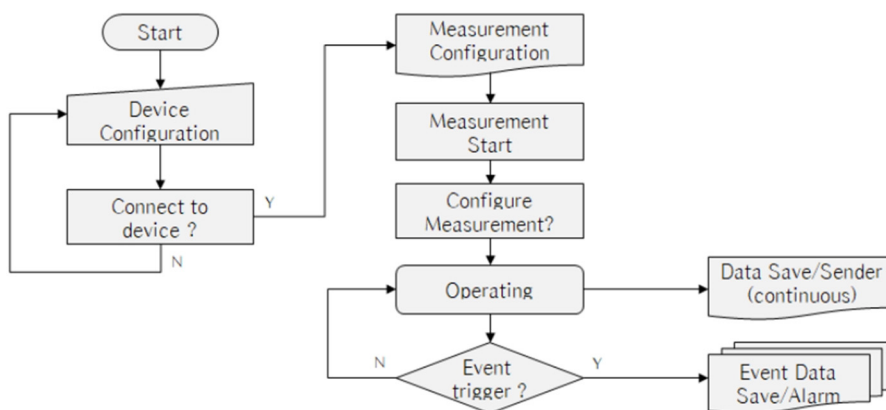 Start
Device
Configuration
Connect to
device ?
Y
N
Measurement
Configuration
Measurement
Start
Configure
Measurement?
Operating
Data Save/Sender
(continuous)
Event
trigger ?
N
Y
Event Data
Save/Alarm